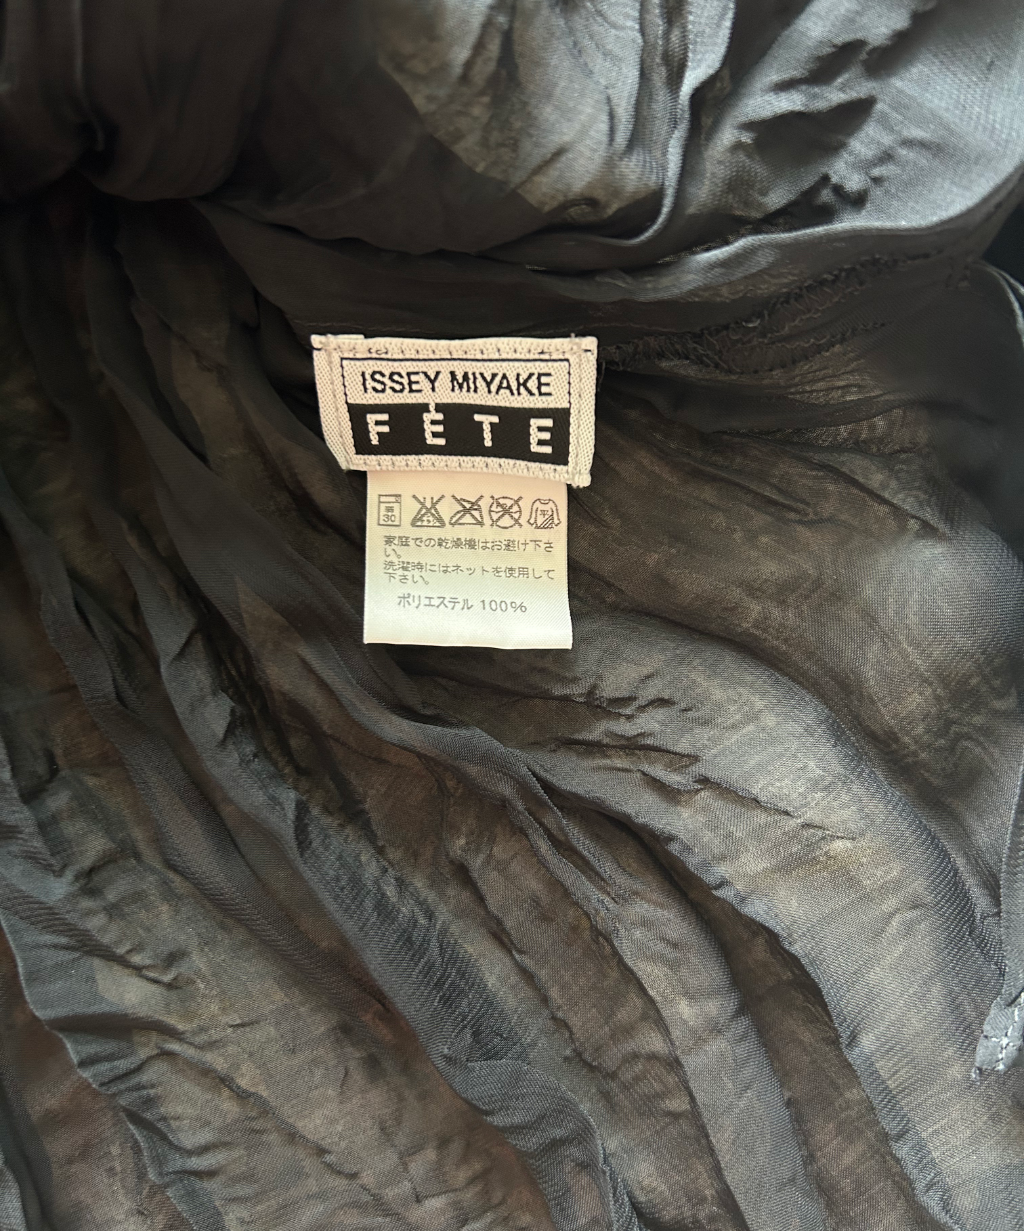 ISSEY MIYAKE
FÈTE
30
家庭での乾燥機はお避け下さ
い。
洗濯時にはネットを使用して
下さい。
ポリエステル 100%